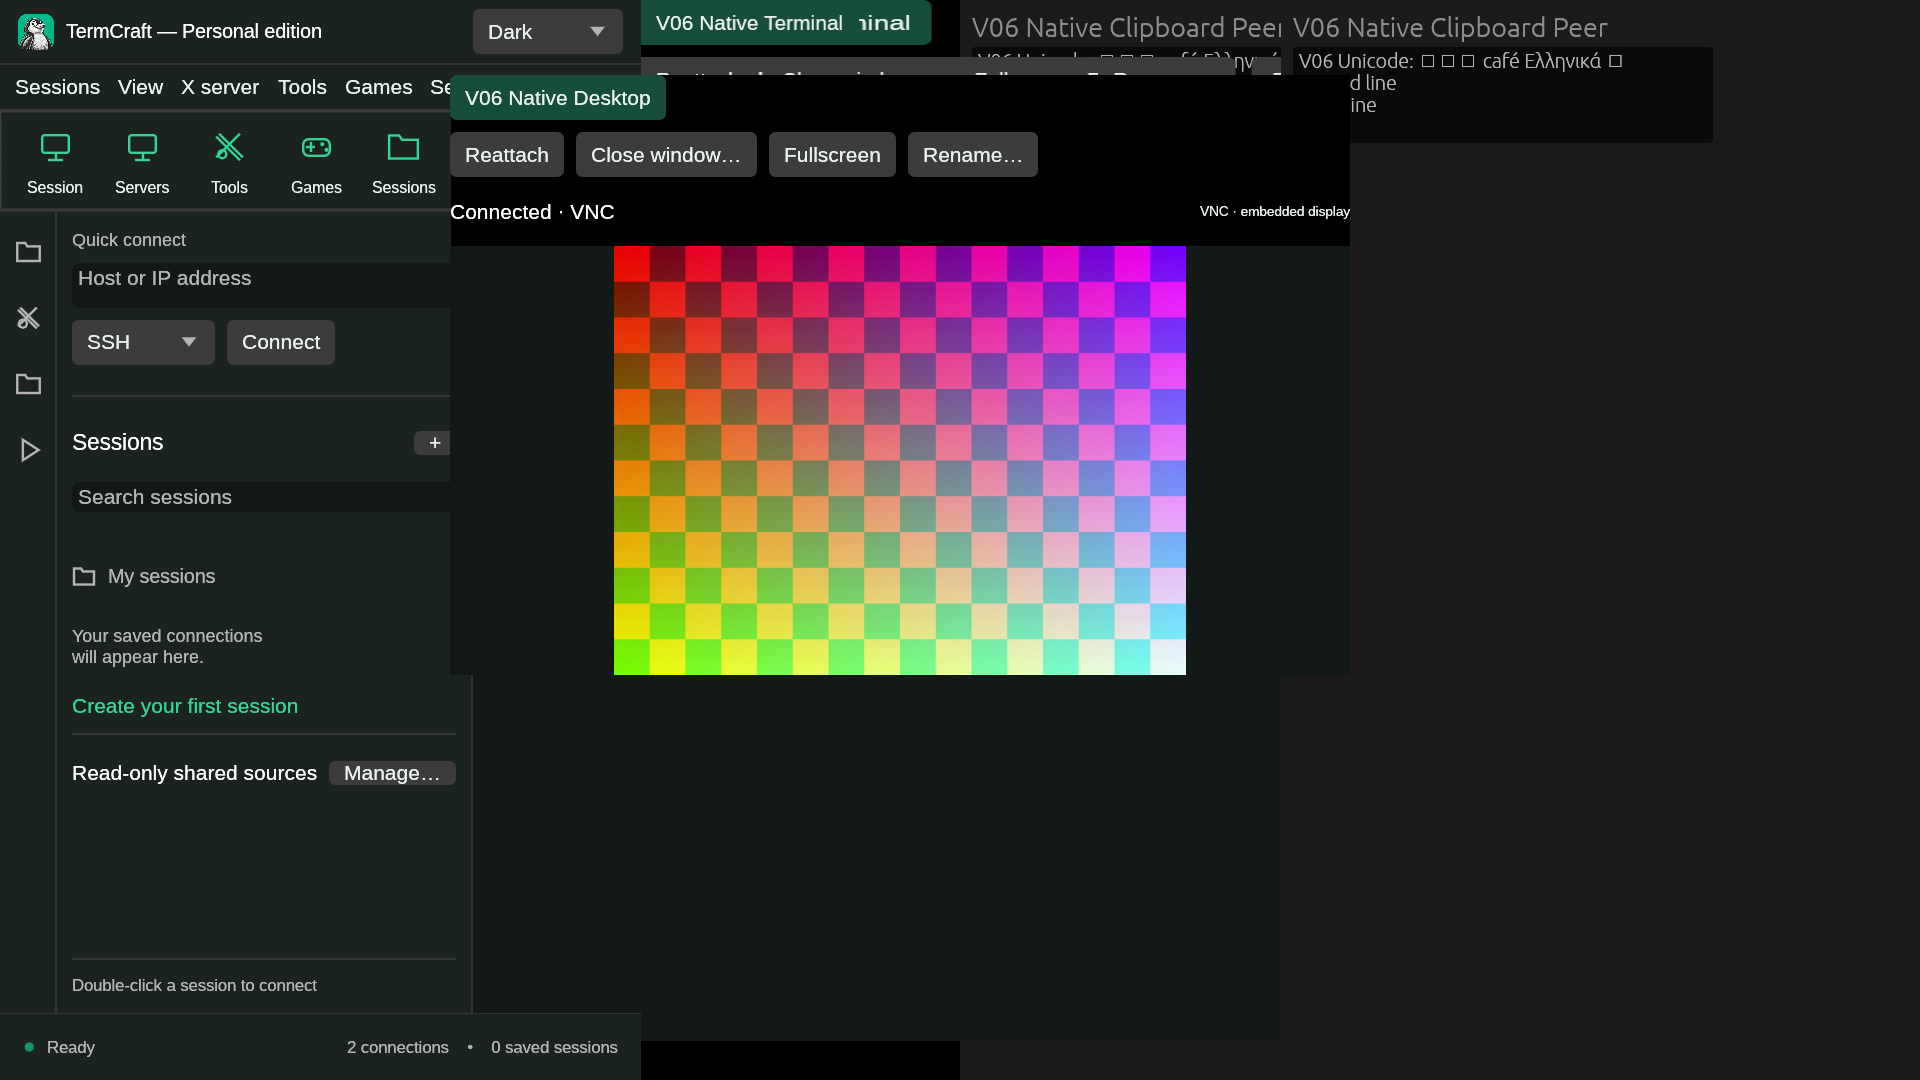 TermCraft — Personal edition
Dark
Sessions View X server Tools Games
Session Servers Tools Games Sessions
Quick connect
Host or IP address
SSH
Connect
Sessions
+
Search sessions
My sessions
Your saved connections
will appear here.
Create your first session
Read-only shared sources
Manage…
Double-click a session to connect
Ready
2 connections • 0 saved sessions
V06 Native Terminal
V06 Native Desktop
Reattach
Close window…
Fullscreen
Rename…
Connected · VNC
VNC · embedded display
V06 Native Clipboard Peer
V06 Native Clipboard Peer
V06 Unicode: □ □ □ café Ελληνικά □
line